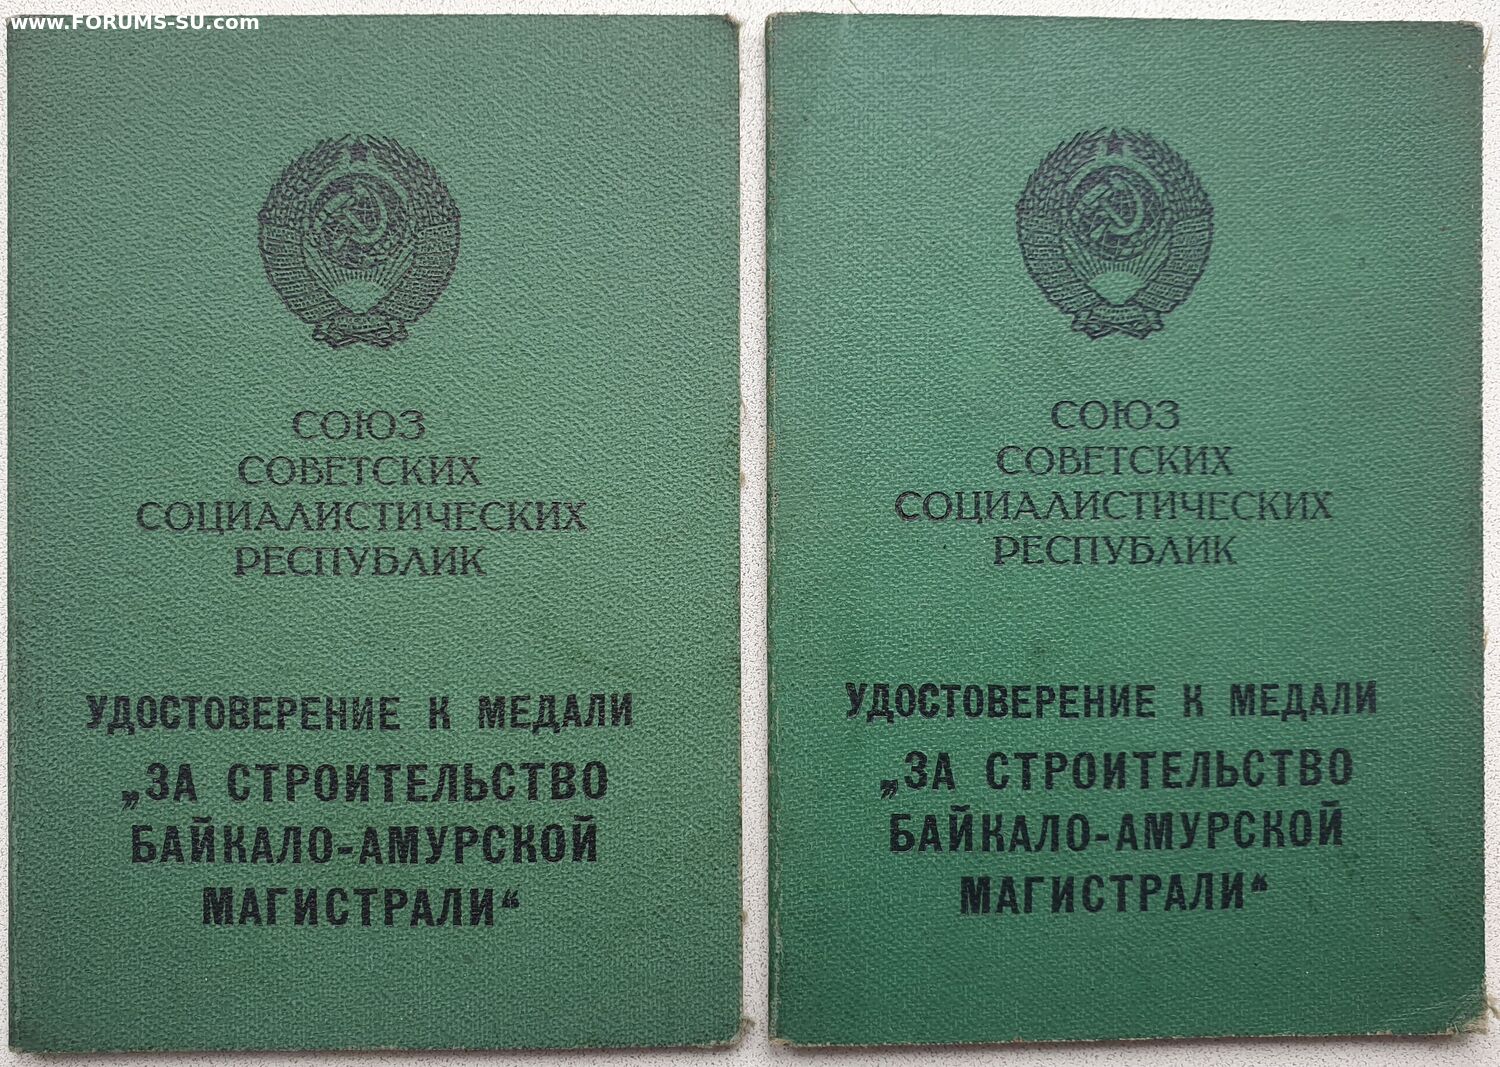 www.FORUMS-SU.com
СОЮЗ
СОВЕТСКИХ
СОЦИАЛИСТИЧЕСКИХ
РЕСПУБЛИК
УДОСТОВЕРЕНИЕ К МЕДАЛИ
„ЗА СТРОИТЕЛЬСТВО
БАЙКАЛО-АМУРСКОЙ
МАГИСТРАЛИ“
СОЮЗ
СОВЕТСКИХ
СОЦИАЛИСТИЧЕСКИХ
РЕСПУБЛИК
УДОСТОВЕРЕНИЕ К МЕДАЛИ
„ЗА СТРОИТЕЛЬСТВО
БАЙКАЛО-АМУРСКОЙ
МАГИСТРАЛИ“